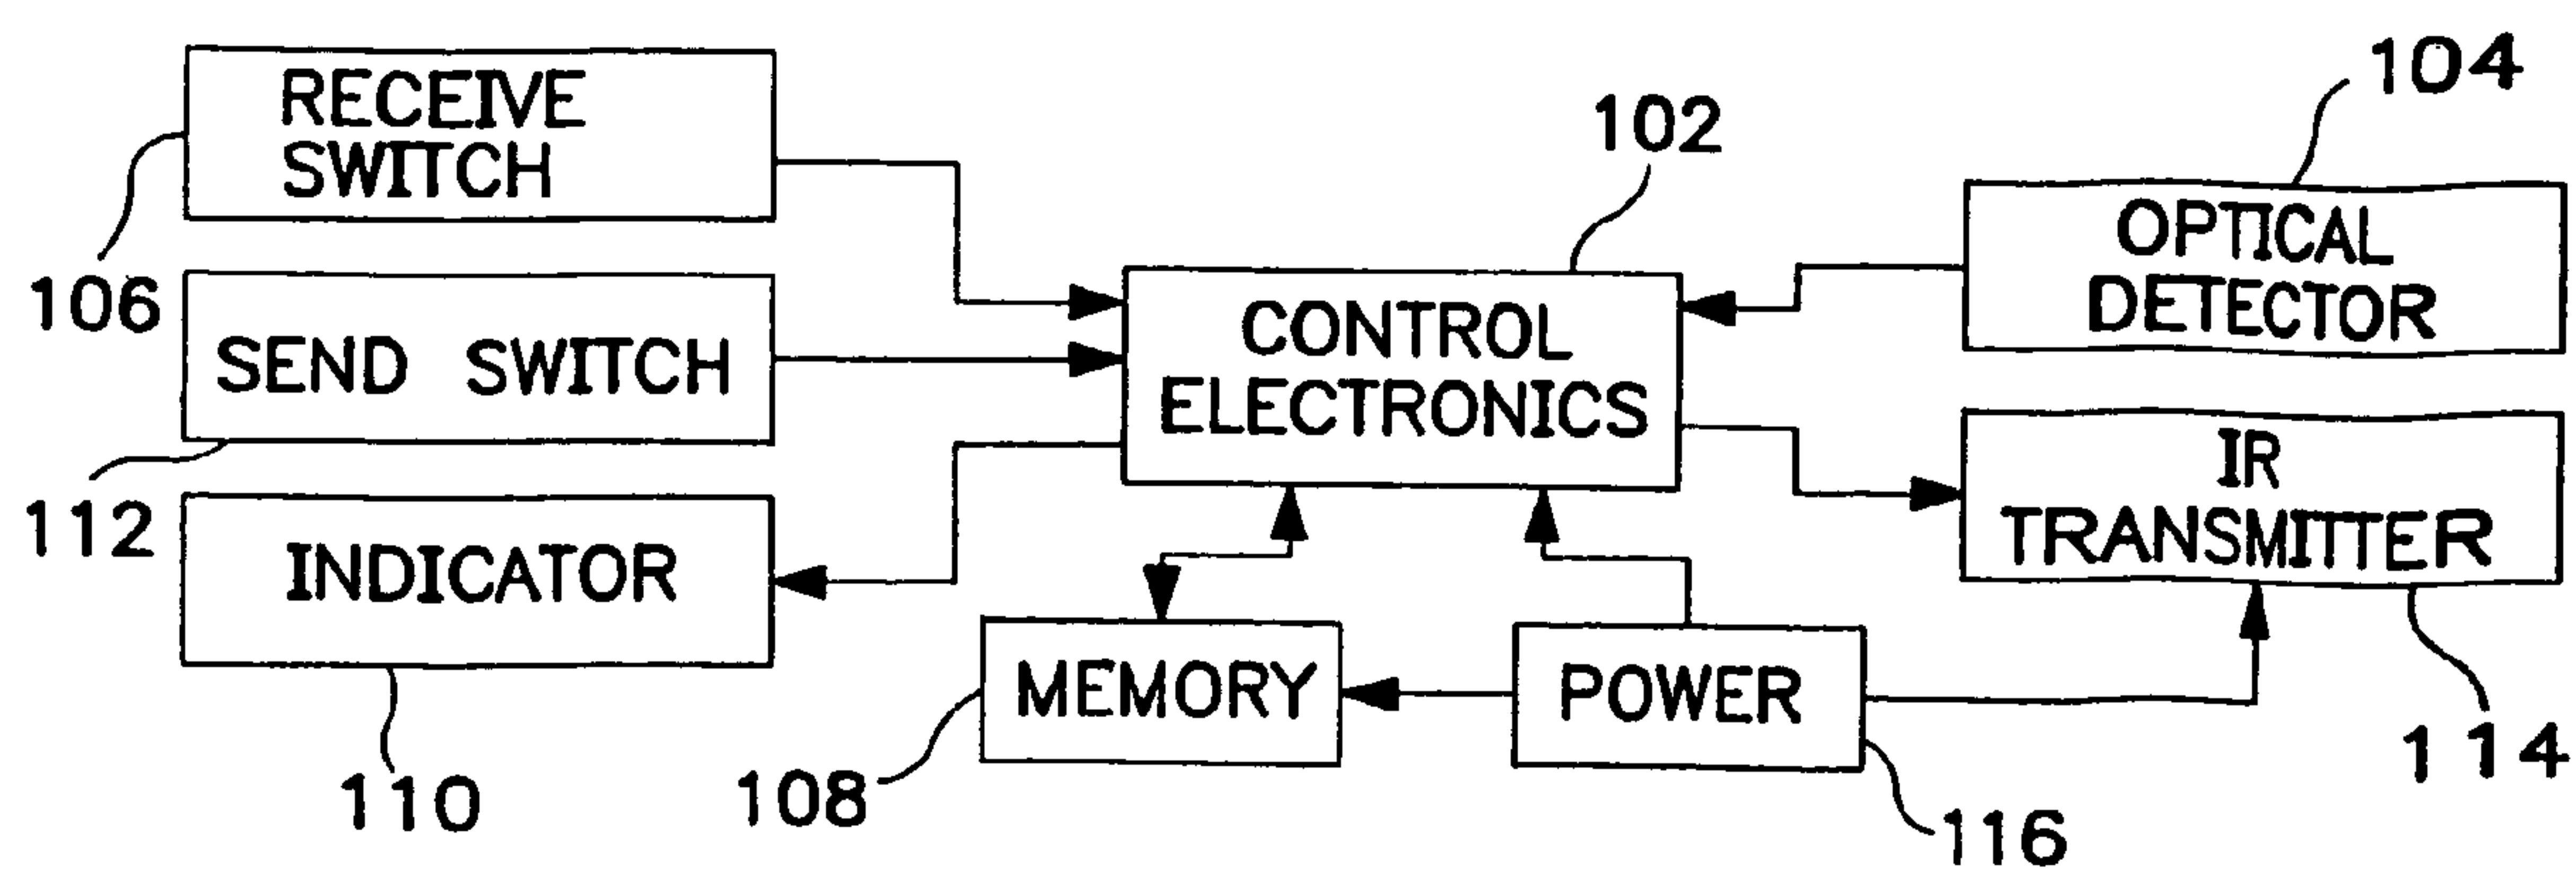 RECEIVE
SWITCH
106
SEND SWITCH
112
INDICATOR
110
102
CONTROL
ELECTRONICS
MEMORY
108
POWER
116
104
OPTICAL
DETECTOR
IR
TRANSMITTER
114